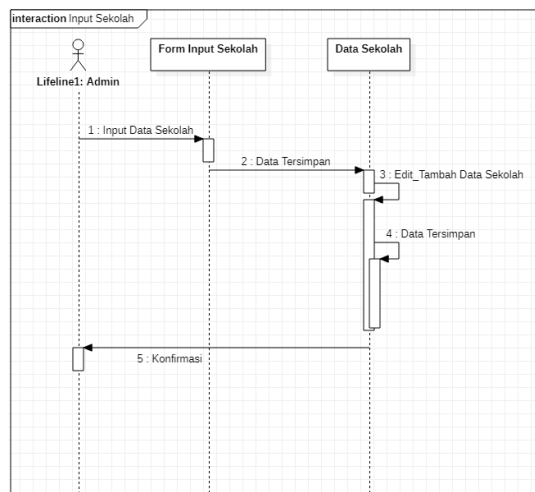 interaction Input Sekolah
Form Input Sekolah
Data Sekolah
Lifeline1: Admin
1 : Input Data Sekolah
2 : Data Tersimpan
3 : Edit_Tambah Data Sekolah
4 : Data Tersimpan
5 : Konfirmasi